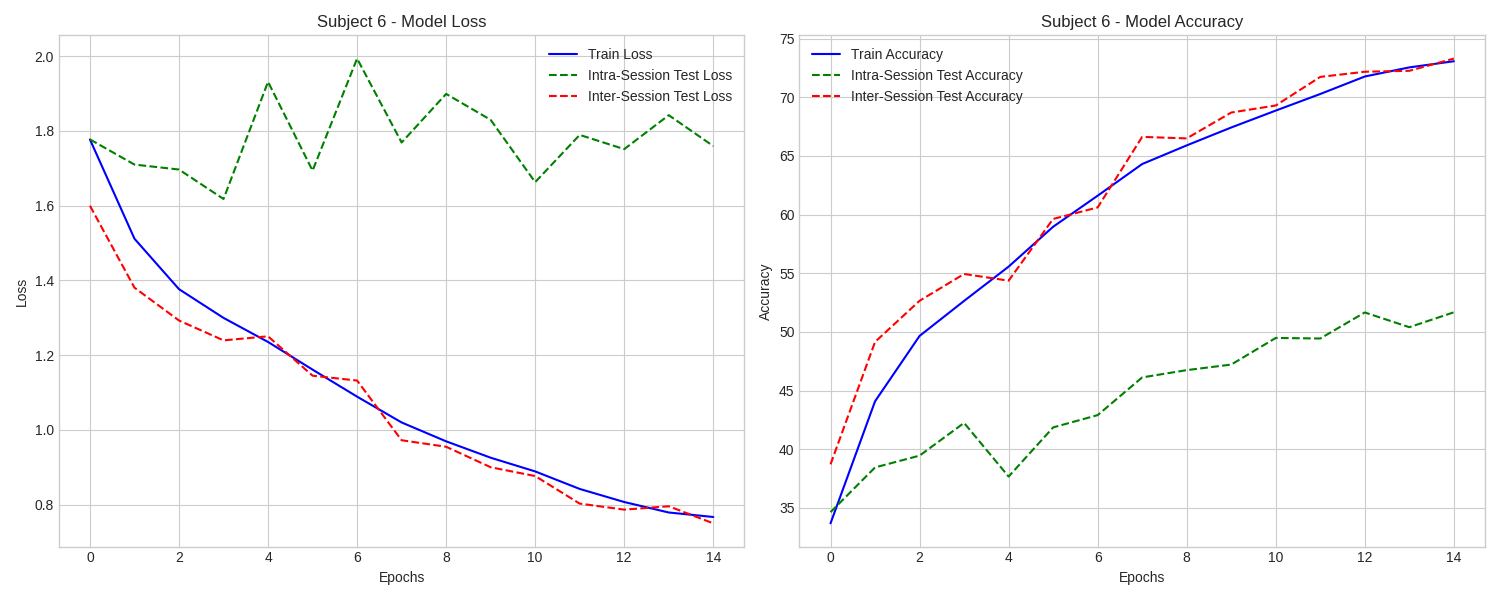 Subject 6 - Model Loss
Train Loss
Intra-Session Test Loss
Inter-Session Test Loss
2.0
1.8
1.6
1.4
1.2
1.0
0.8
Loss
0 2 4 6 8 10 12 14
Epochs
Subject 6 - Model Accuracy
Train Accuracy
Intra-Session Test Accuracy
Inter-Session Test Accuracy
75
70
65
60
55
50
45
40
35
Accuracy
0 2 4 6 8 10 12 14
Epochs